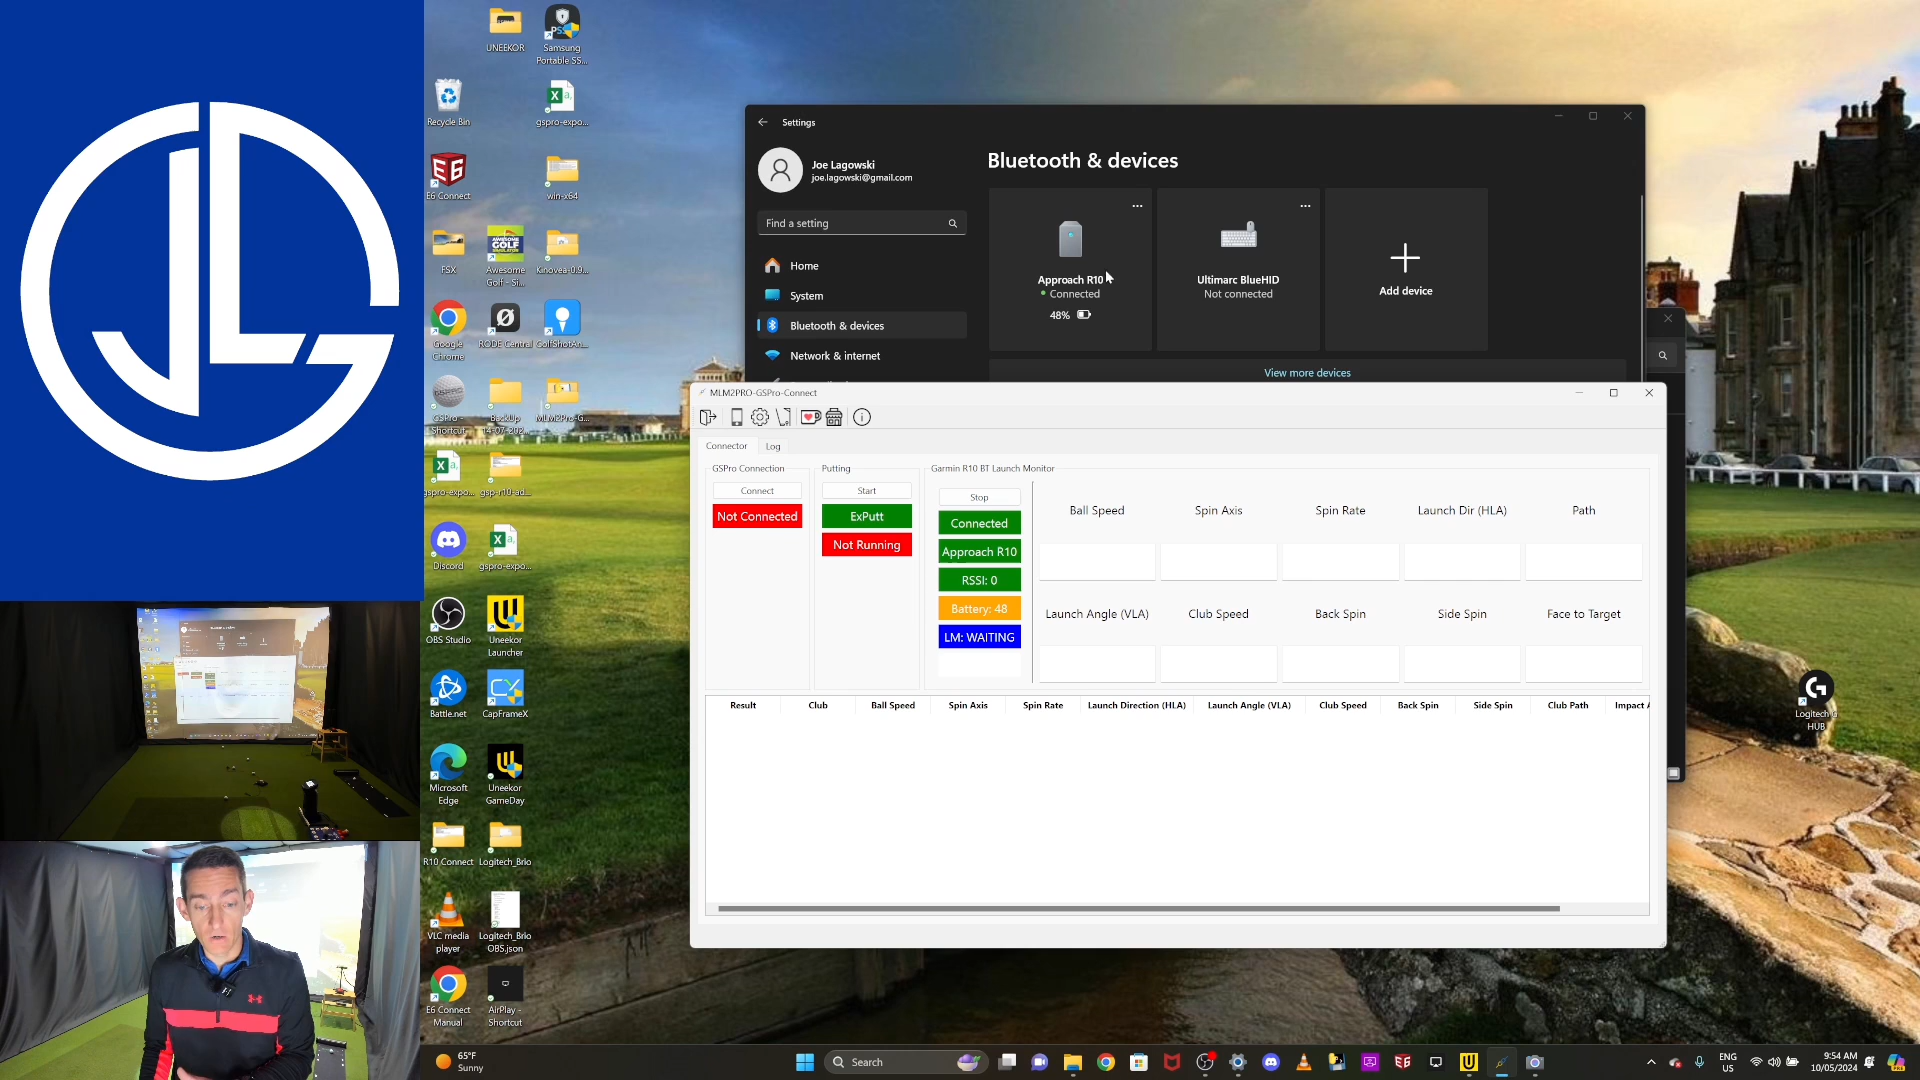 UNEEKOR
Samsung
Portable SS...
Recycle Bin
gspro-expo...
E6 Connect
win-x64
FSX
Awesome
Golf - Si...
Kinovea-0.9...
Google
Chrome
RODE Central
GolfShotAn...
GSPro -
Shortcut
BackUp
14-07-202...
MLM2Pro-G...
gspro-expo...
gsp-r10-ad...
Discord
gspro-expo...
OBS Studio
Uneekor
Launcher
Battle.net
CapFrameX
Microsoft
Edge
Uneekor
GameDay
R10 Connect
Logitech_Brio
VLC media
player
Logitech_Brio
OBS.json
E6 Connect
Manual
AirPlay -
Shortcut
Logitech G
HUB
Settings
Joe Lagowski
joe.lagowski@gmail.com
Find a setting
Home
System
Bluetooth & devices
Network & internet
Bluetooth & devices
Approach R10
Connected
48%
Ultimarc BlueHID
Not connected
Add device
View more devices
MLM2PRO-GSPro-Connect
Connector
Log
GSPro Connection
Connect
Not Connected
Putting
Start
ExPutt
Not Running
Garmin R10 BT Launch Monitor
Stop
Connected
Approach R10
RSSI: 0
Battery: 48
LM: WAITING
Ball Speed
Spin Axis
Spin Rate
Launch Dir (HLA)
Path
Launch Angle (VLA)
Club Speed
Back Spin
Side Spin
Face to Target
Result
Club
Ball Speed
Spin Axis
Spin Rate
Launch Direction (HLA)
Launch Angle (VLA)
Club Speed
Back Spin
Side Spin
Club Path
Impact A
65°F
Sunny
Search
ENG
US
9:54 AM
10/05/2024